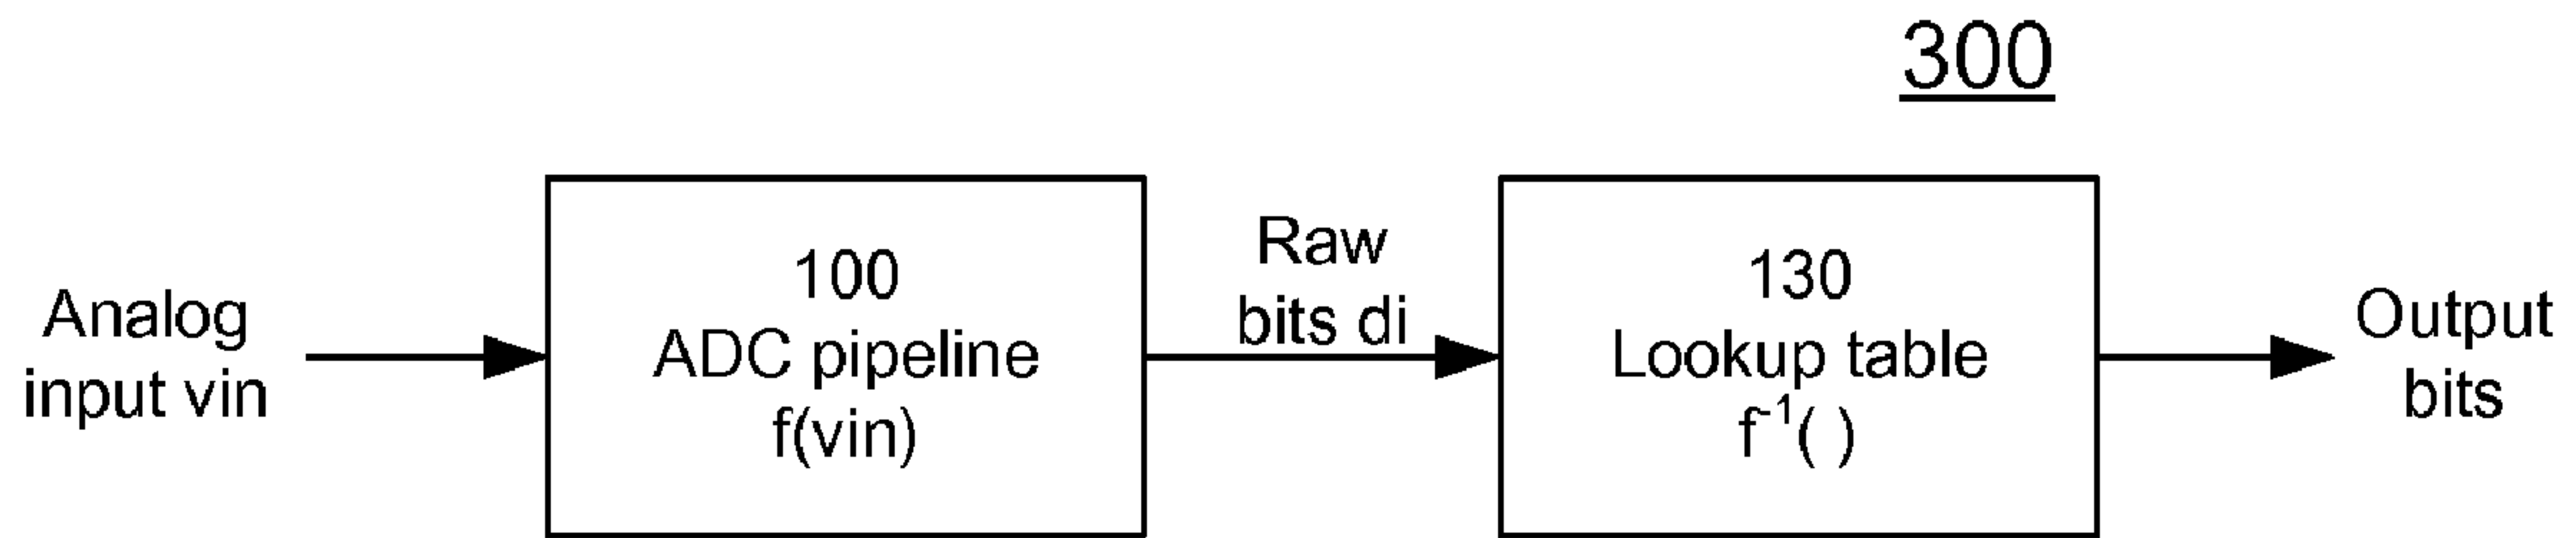 300
Analog
input vin
100
ADC pipeline
f(vin)
Raw
bits di
130
Lookup table
f⁻¹( )
Output
bits